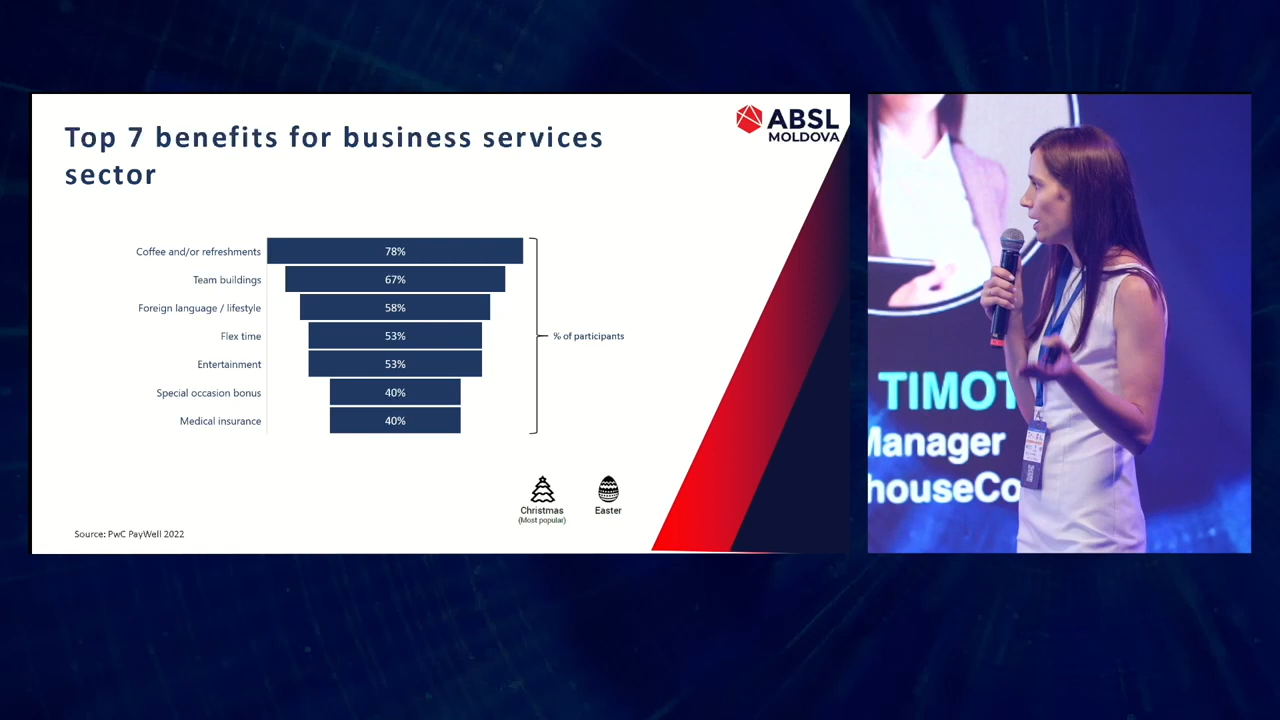 Top 7 benefits for business services
sector
ABSL
MOLDOVA
Coffee and/or refreshments 78%
Team buildings 67%
Foreign language / lifestyle 58%
Flex time 53%
Entertainment 53%
Special occasion bonus 40%
Medical insurance 40%
% of participants
Christmas
(Most popular)
Easter
Source: PwC PayWell 2022
TIMOT
Manager
houseCo